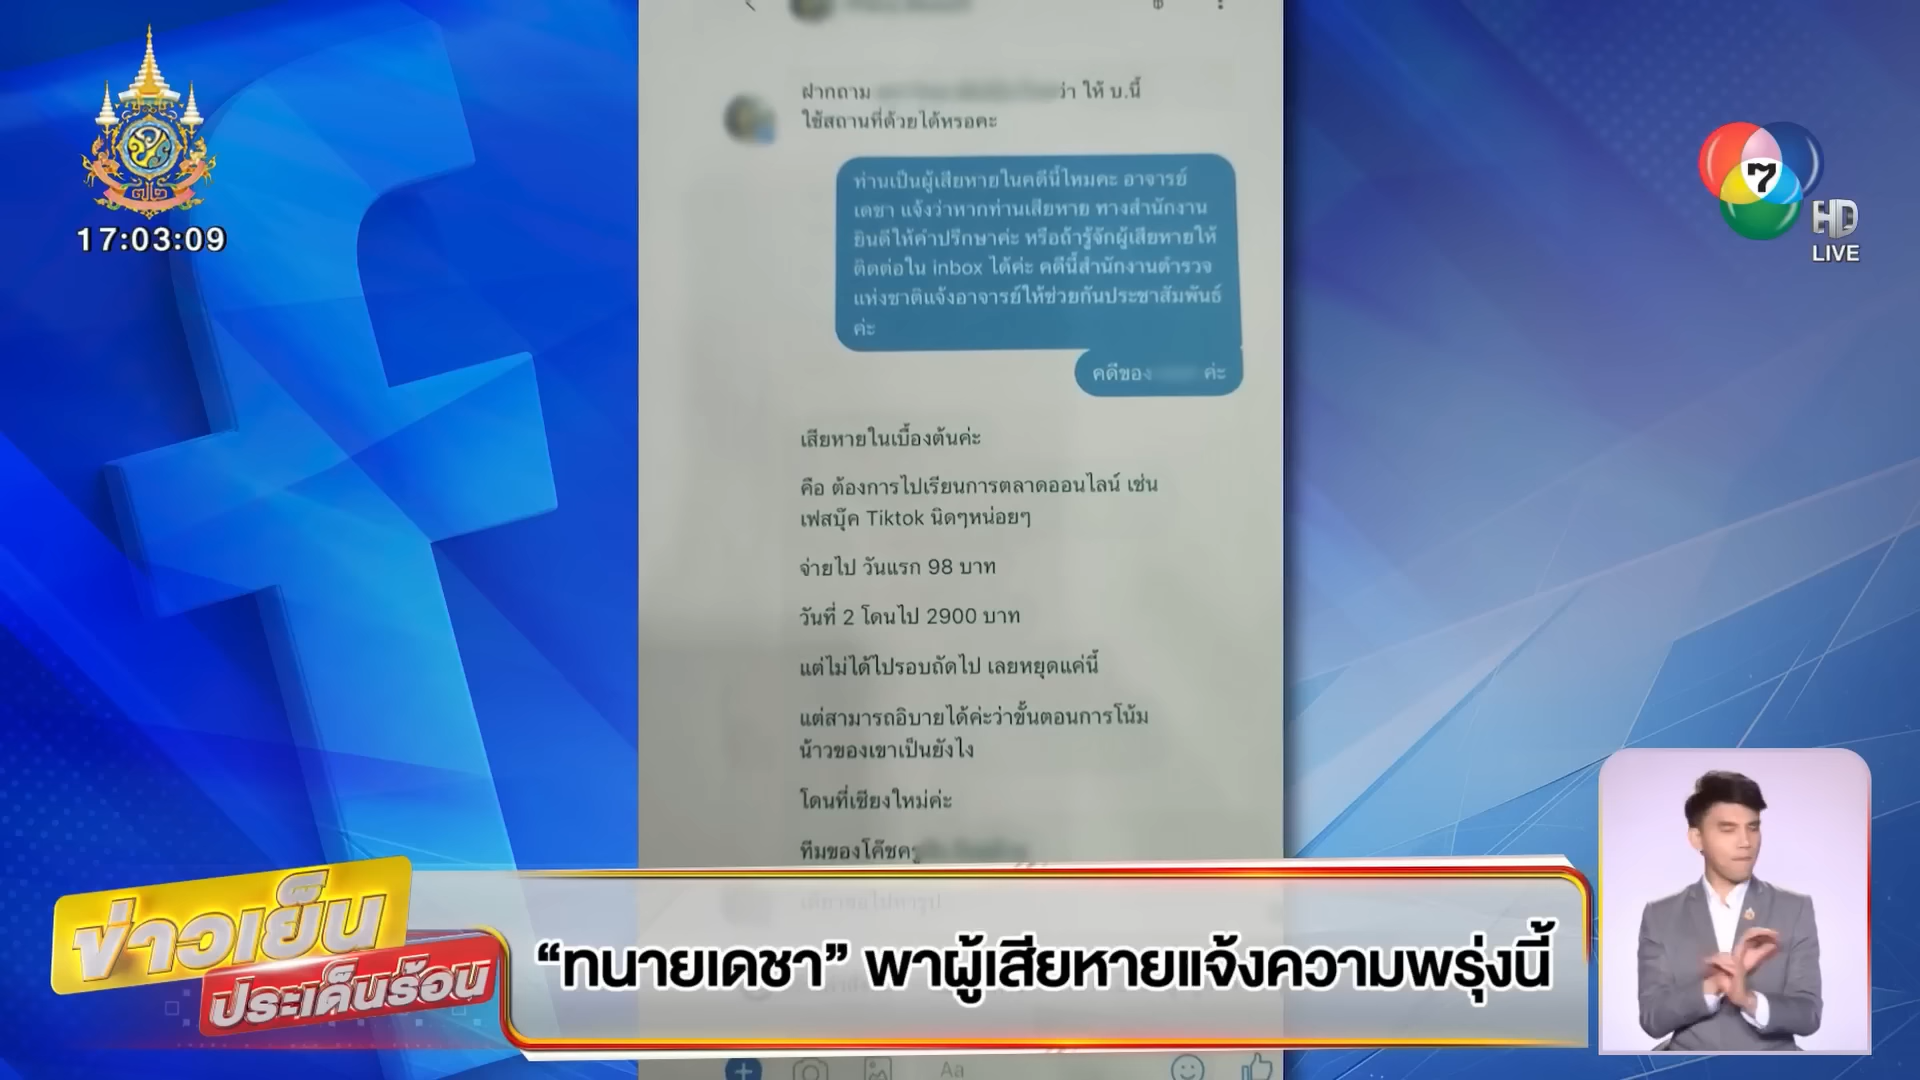 ๗๒
17:03:09
7
HD
LIVE
ฝากถาม ว่า ให้ บ.นี้
ใช้สถานที่ด้วยได้หรอคะ
ท่านเป็นผู้เสียหายในคดีนี้ไหมคะ อาจารย์
เดชา แจ้งว่าหากท่านเสียหาย ทางสำนักงาน
ยินดีให้คำปรึกษาค่ะ หรือถ้ารู้จักผู้เสียหายให้
ติดต่อใน inbox ได้ค่ะ คดีนี้สำนักงานตำรวจ
แห่งชาติแจ้งอาจารย์ให้ช่วยกันประชาสัมพันธ์
ค่ะ
คดีของ ค่ะ
เสียหายในเบื้องต้นค่ะ
คือ ต้องการไปเรียนการตลาดออนไลน์ เช่น
เฟสบุ๊ค Tiktok นิดๆหน่อยๆ
จ่ายไป วันแรก 98 บาท
วันที่ 2 โดนไป 2900 บาท
แต่ไม่ได้ไปรอบถัดไป เลยหยุดแค่นี้
แต่สามารถอิบายได้ค่ะว่าขั้นตอนการโน้ม
น้าวของเขาเป็นยังไง
โดนที่เชียงใหม่ค่ะ
ทีมของโค๊ชครู
ข่าวเย็น
ประเด็นร้อน
“ทนายเดชา” พาผู้เสียหายแจ้งความพรุ่งนี้
Aa